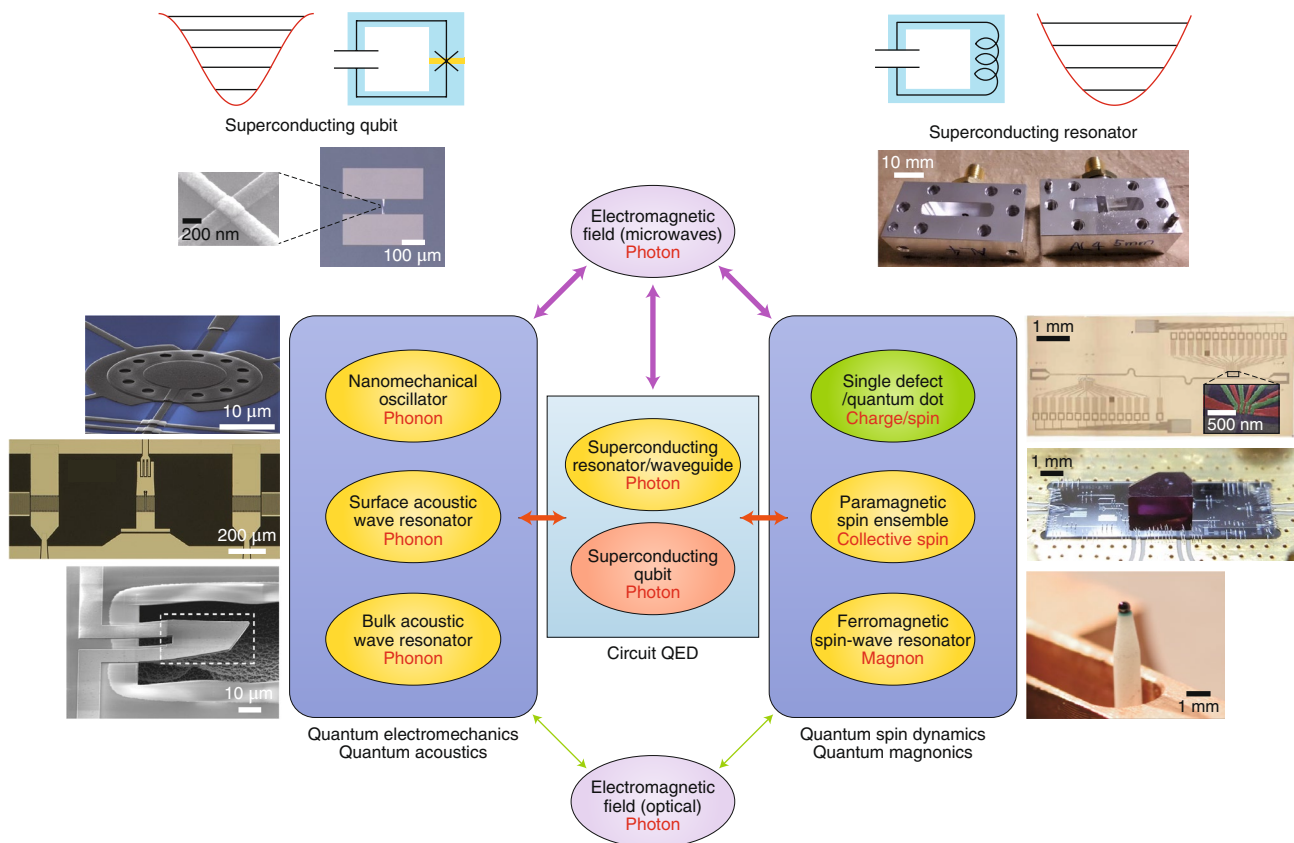 Superconducting qubit
Superconducting resonator
200 nm
100 µm
10 mm
Electromagnetic
field (microwaves)
Photon
10 µm
200 µm
10 µm
Nanomechanical
oscillator
Phonon
Surface acoustic
wave resonator
Phonon
Bulk acoustic
wave resonator
Phonon
Quantum electromechanics
Quantum acoustics
Superconducting
resonator/waveguide
Photon
Superconducting
qubit
Photon
Circuit QED
Single defect
/quantum dot
Charge/spin
Paramagnetic
spin ensemble
Collective spin
Ferromagnetic
spin-wave resonator
Magnon
Quantum spin dynamics
Quantum magnonics
1 mm
500 nm
1 mm
1 mm
Electromagnetic
field (optical)
Photon